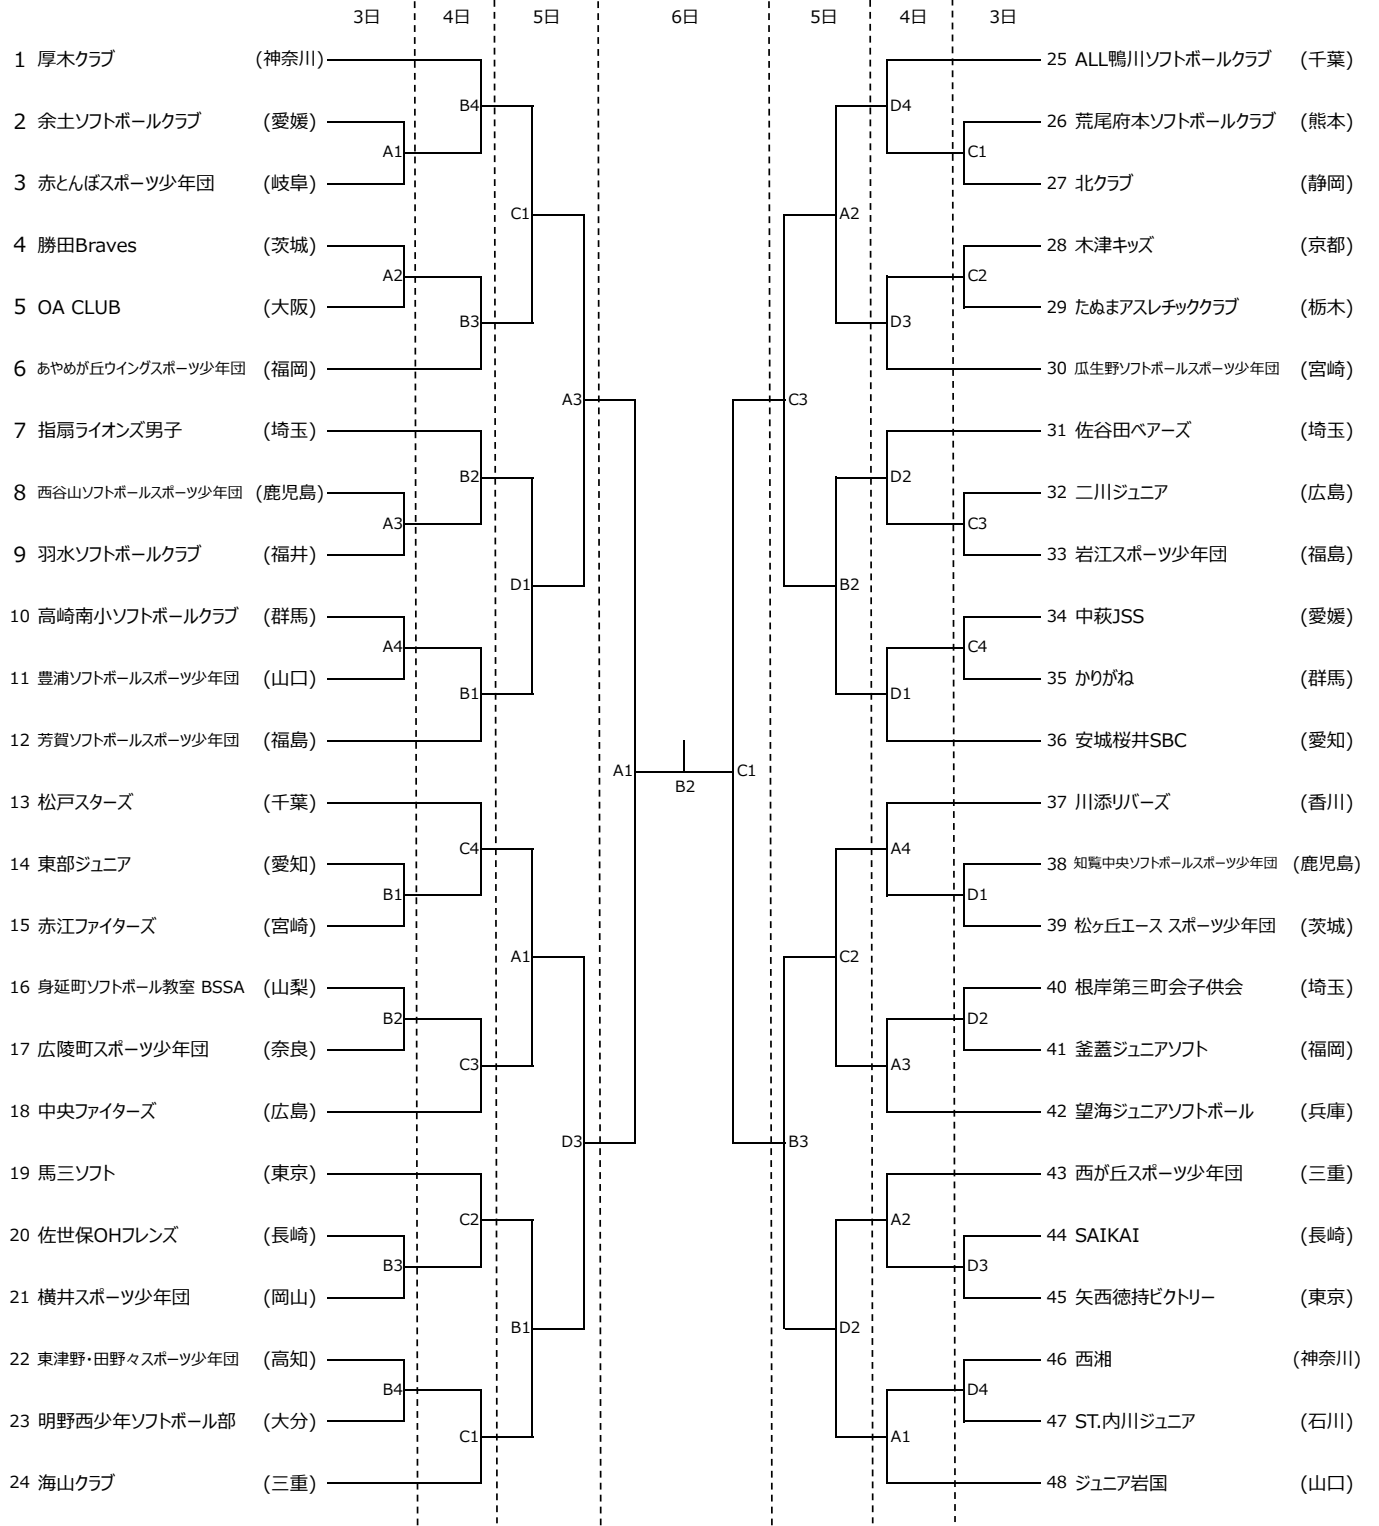 3日 4日 5日 6日 5日 4日 3日
1 厚木クラブ (神奈川) 25 ALL鴨川ソフトボールクラブ (千葉)
B4 D4
2 余土ソフトボールクラブ (愛媛) 26 荒尾府本ソフトボールクラブ (熊本)
A1 C1
3 赤とんぼスポーツ少年団 (岐阜) 27 北クラブ (静岡)
C1 A2
4 勝田Braves (茨城) 28 木津キッズ (京都)
A2 C2
5 OA CLUB (大阪) 29 たぬまアスレチッククラブ (栃木)
B3 D3
6 あやめが丘ウイングスポーツ少年団 (福岡) 30 瓜生野ソフトボールスポーツ少年団 (宮崎)
A3 C3
7 指扇ライオンズ男子 (埼玉) 31 佐谷田ベアーズ (埼玉)
B2 D2
8 西谷山ソフトボールスポーツ少年団 (鹿児島) 32 二川ジュニア (広島)
A3 C3
9 羽水ソフトボールクラブ (福井) 33 岩江スポーツ少年団 (福島)
D1 B2
10 高崎南小ソフトボールクラブ (群馬) 34 中萩JSS (愛媛)
A4 C4
11 豊浦ソフトボールスポーツ少年団 (山口) 35 かりがね (群馬)
B1 D1
12 芳賀ソフトボールスポーツ少年団 (福島) 36 安城桜井SBC (愛知)
A1 C1
B2
13 松戸スターズ (千葉) 37 川添リバーズ (香川)
C4 A4
14 東部ジュニア (愛知) 38 知覧中央ソフトボールスポーツ少年団 (鹿児島)
B1 D1
15 赤江ファイターズ (宮崎) 39 松ヶ丘エース スポーツ少年団 (茨城)
A1 C2
16 身延町ソフトボール教室 BSSA (山梨) 40 根岸第三町会子供会 (埼玉)
B2 D2
17 広陵町スポーツ少年団 (奈良) 41 釜蓋ジュニアソフト (福岡)
C3 A3
18 中央ファイターズ (広島) 42 望海ジュニアソフトボール (兵庫)
D3 B3
19 馬三ソフト (東京) 43 西が丘スポーツ少年団 (三重)
C2 A2
20 佐世保OHフレンズ (長崎) 44 SAIKAI (長崎)
B3 D3
21 横井スポーツ少年団 (岡山) 45 矢西徳持ビクトリー (東京)
B1 D2
22 東津野・田野々スポーツ少年団 (高知) 46 西湘 (神奈川)
B4 D4
23 明野西少年ソフトボール部 (大分) 47 ST.内川ジュニア (石川)
C1 A1
24 海山クラブ (三重) 48 ジュニア岩国 (山口)